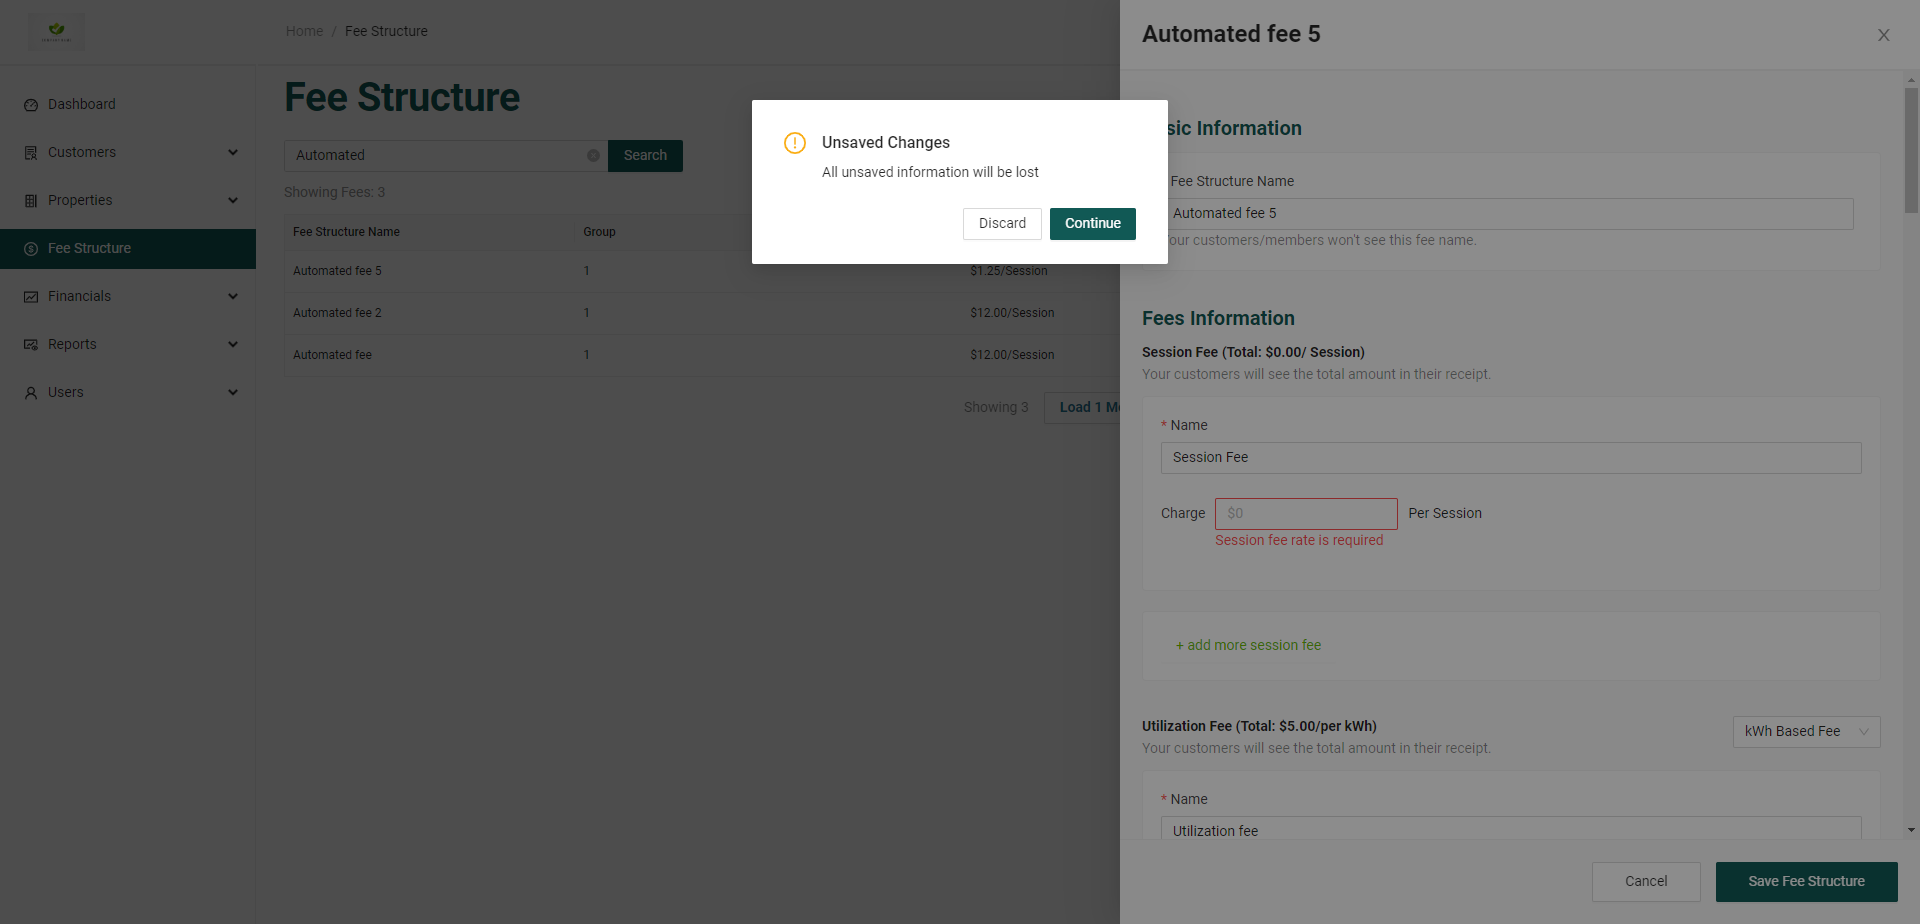 Home / Fee Structure
Dashboard
Customers
Properties
Fee Structure
Financials
Reports
Users
Fee Structure
Automated
Search
Showing Fees: 3
Fee Structure Name Group
Automated fee 5 1 $1.25/Session
Automated fee 2 1 $12.00/Session
Automated fee 1 $12.00/Session
Showing 3 Load 1
Unsaved Changes
All unsaved information will be lost
Discard Continue
Automated fee 5
sic Information
Fee Structure Name
Automated fee 5
our customers/members won't see this fee name.
Fees Information
Session Fee (Total: $0.00/ Session)
Your customers will see the total amount in their receipt.
* Name
Session Fee
Charge $0 Per Session
Session fee rate is required
+ add more session fee
Utilization Fee (Total: $5.00/per kWh)
kWh Based Fee
Your customers will see the total amount in their receipt.
* Name
Utilization fee
Cancel Save Fee Structure